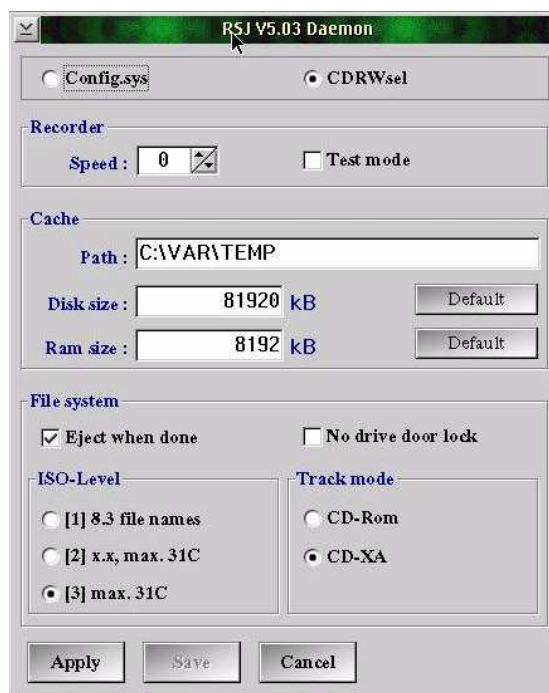 RSJ V5.03 Daemon
Config.sys CDRWsel
Recorder
Speed : 0 Test mode
Cache
Path : C:\VAR\TEMP
Disk size : 81920 kB Default
Ram size : 8192 kB Default
File system
Eject when done No drive door lock
ISO-Level Track mode
[1] 8.3 file names CD-Rom
[2] x.x, max. 31C CD-XA
[3] max. 31C
Apply Save Cancel